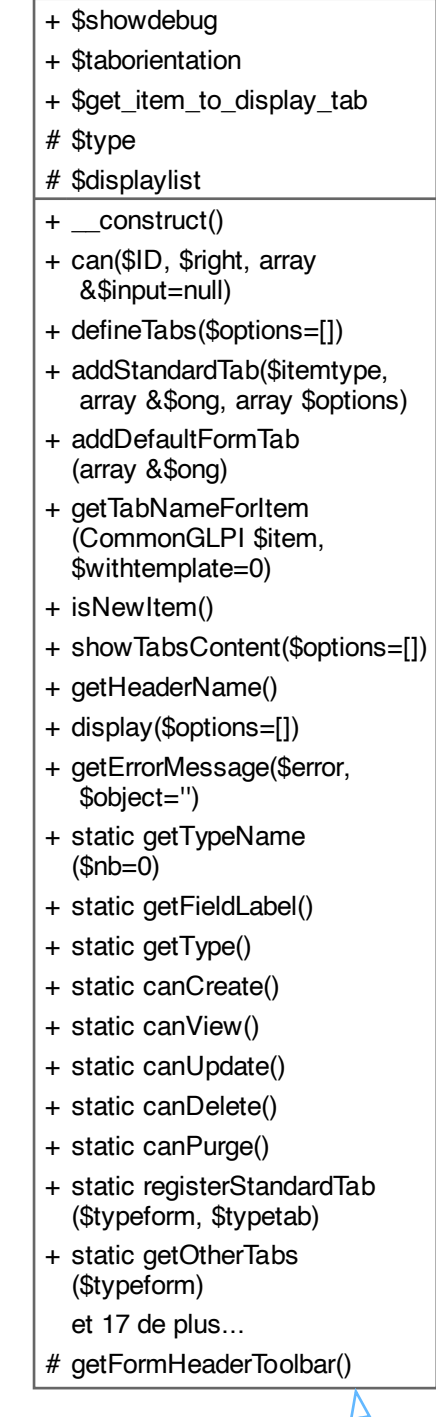 + $showdebug
+ $taborientation
+ $get_item_to_display_tab
# $type
# $displaylist
+ __construct()
+ can($ID, $right, array
&$input=null)
+ defineTabs($options=[])
+ addStandardTab($itemtype,
array &$ong, array $options)
+ addDefaultFormTab
(array &$ong)
+ getTabNameForItem
(CommonGLPI $item,
$withtemplate=0)
+ isNewItem()
+ showTabsContent($options=[])
+ getHeaderName()
+ display($options=[])
+ getErrorMessage($error,
$object='')
+ static getTypeName
($nb=0)
+ static getFieldLabel()
+ static getType()
+ static canCreate()
+ static canView()
+ static canUpdate()
+ static canDelete()
+ static canPurge()
+ static registerStandardTab
($typeform, $typetab)
+ static getOtherTabs
($typeform)
et 17 de plus...
# getFormHeaderToolbar()